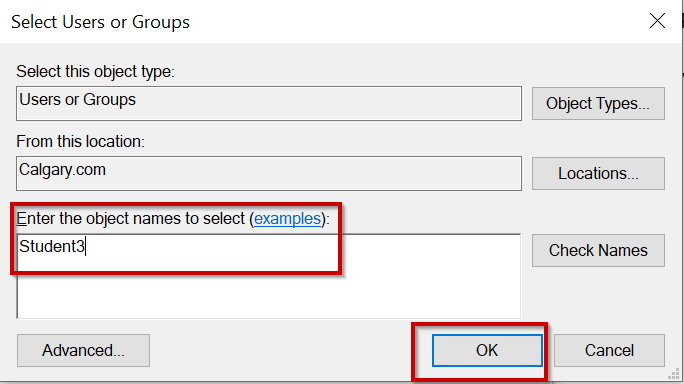 Select Users or Groups
Select this object type:
Users or Groups
Object Types...
From this location:
Calgary.com
Locations...
Enter the object names to select (examples):
Student3
Check Names
Advanced...
OK
Cancel